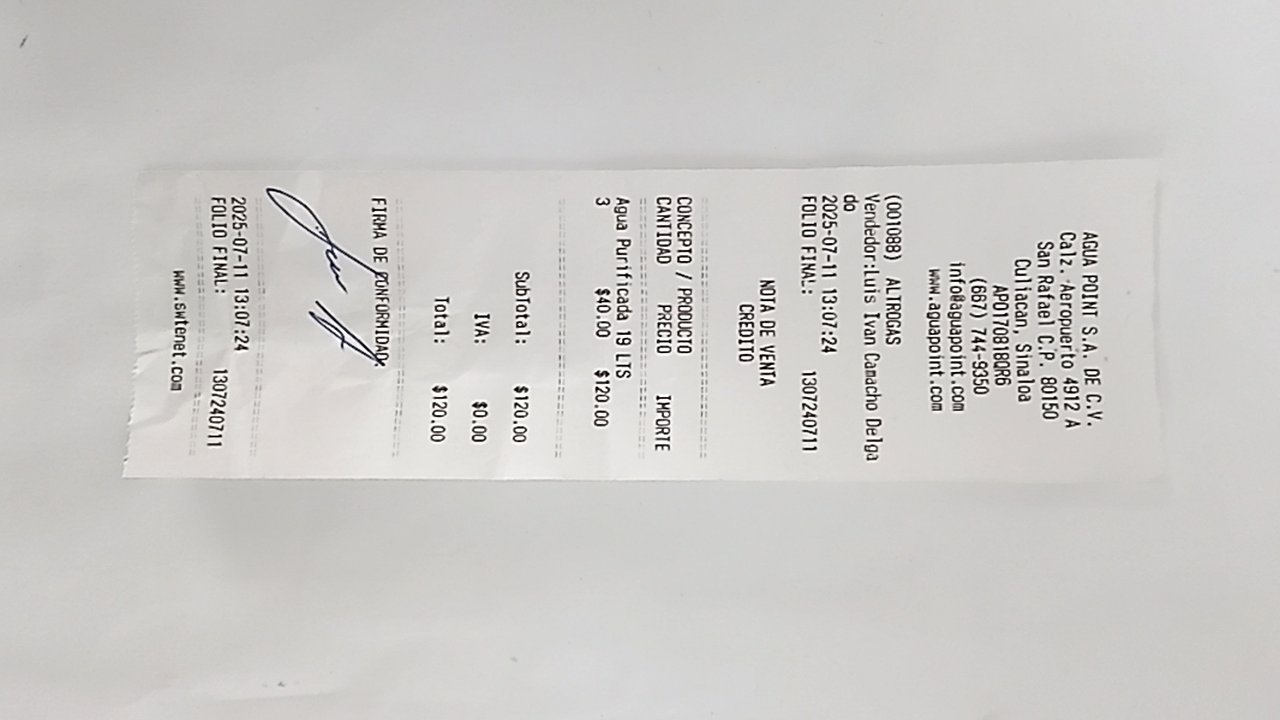 AGUA POINT S.A. DE C.V.
Calz. Aeropuerto 4912 A
San Rafael C.P. 80150
Culiacan, Sinaloa
APO170818QR6
(667) 744-9350
info@aguapoint.com
www.aguapoint.com
(001088) ALTROGAS
Vendedor:Luis Ivan Camacho Delga
do
2025-07-11 13:07:24
FOLIO FINAL: 1307240711
NOTA DE VENTA
CREDITO
CONCEPTO / PRODUCTO
CANTIDAD PRECIO IMPORTE
Agua Purificada 19 LTS
3 $40.00 $120.00
SubTotal: $120.00
IVA: $0.00
Total: $120.00
FIRMA DE CONFORMIDAD:
2025-07-11 13:07:24
FOLIO FINAL: 1307240711
www.swtenet.com